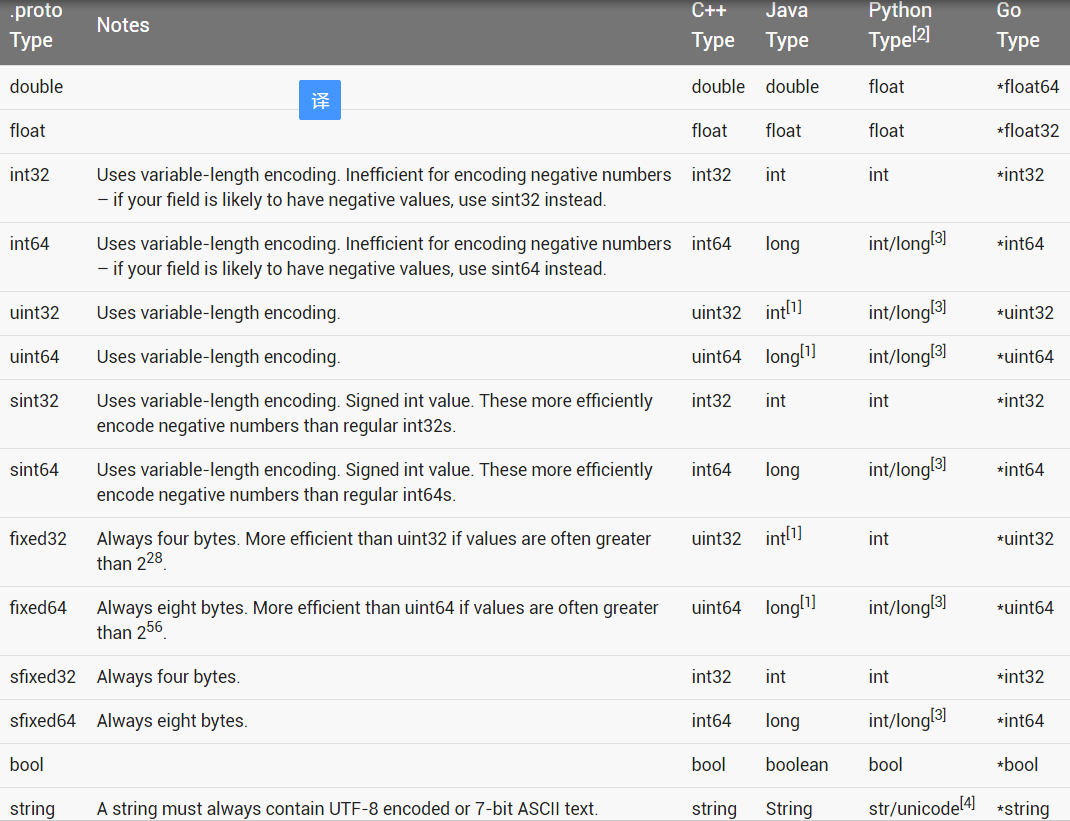 .proto Type Notes C++ Type Java Type Python Type[2] Go Type
译
double double double float *float64
float float float float *float32
int32 Uses variable-length encoding. Inefficient for encoding negative numbers int32 int int *int32
– if your field is likely to have negative values, use sint32 instead.
int64 Uses variable-length encoding. Inefficient for encoding negative numbers int64 long int/long[3] *int64
– if your field is likely to have negative values, use sint64 instead.
uint32 Uses variable-length encoding. uint32 int[1] int/long[3] *uint32
uint64 Uses variable-length encoding. uint64 long[1] int/long[3] *uint64
sint32 Uses variable-length encoding. Signed int value. These more efficiently int32 int int *int32
encode negative numbers than regular int32s.
sint64 Uses variable-length encoding. Signed int value. These more efficiently int64 long int/long[3] *int64
encode negative numbers than regular int64s.
fixed32 Always four bytes. More efficient than uint32 if values are often greater uint32 int[1] int *uint32
than 2^28.
fixed64 Always eight bytes. More efficient than uint64 if values are often greater uint64 long[1] int/long[3] *uint64
than 2^56.
sfixed32 Always four bytes. int32 int int *int32
sfixed64 Always eight bytes. int64 long int/long[3] *int64
bool bool boolean bool *bool
string A string must always contain UTF-8 encoded or 7-bit ASCII text. string String str/unicode[4] *string